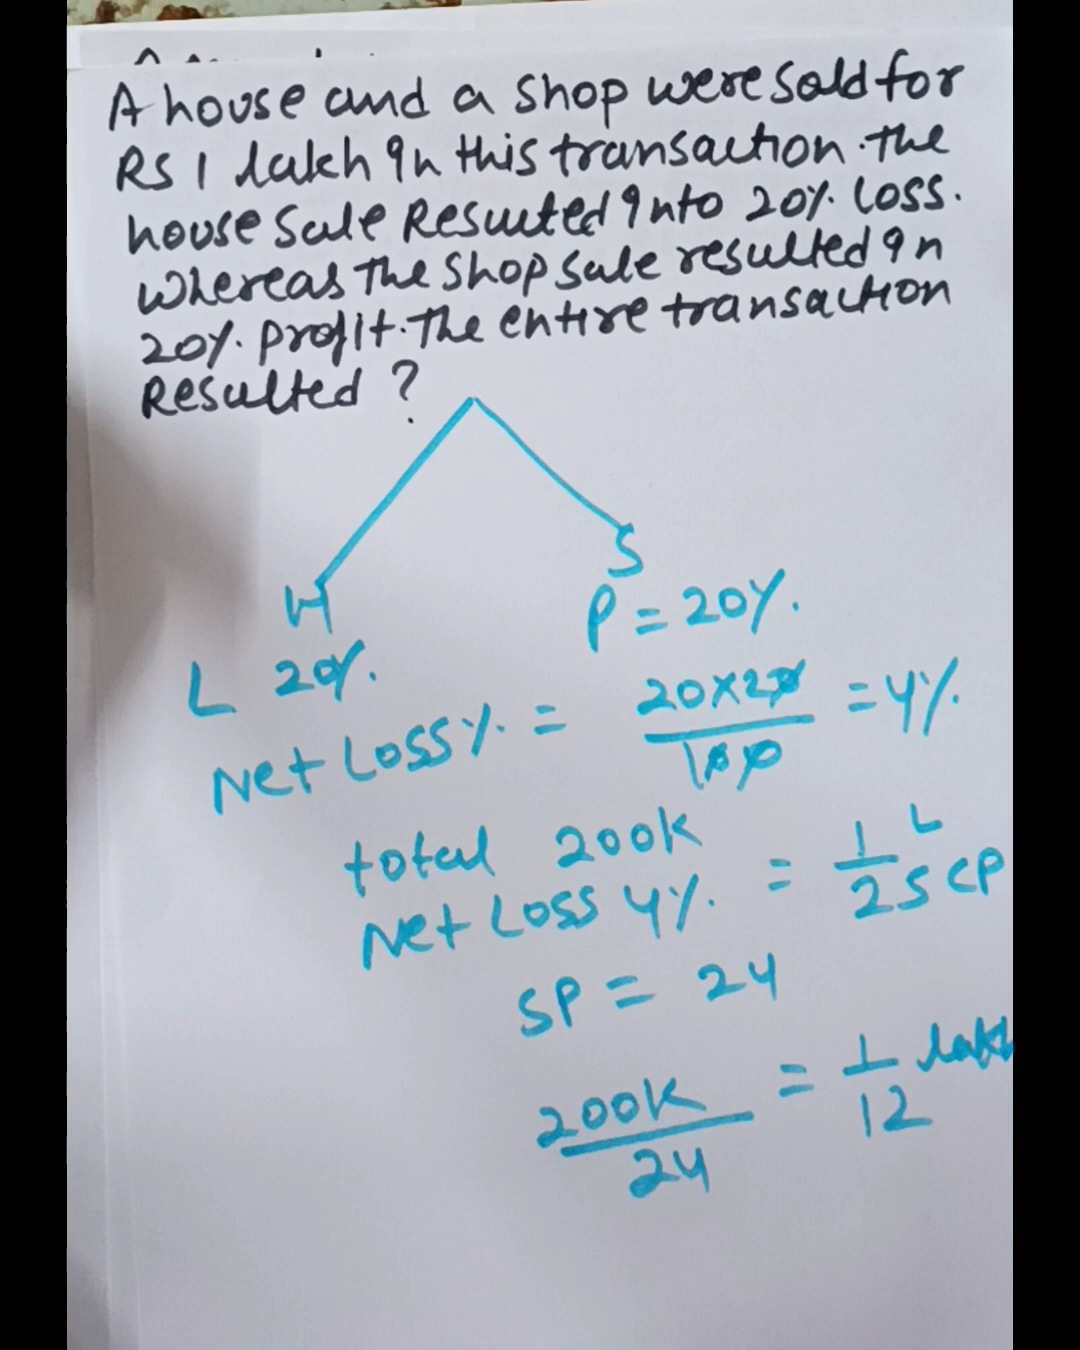 A house and a shop were sold for
RS 1 lakh in this transaction. The
house sale Resulted into 20% loss.
Whereas the shop sale resulted in
20% profit. The entire transaction
Resulted ?
H
S
L 20%.
P = 20%.
Net Loss %. = 20x20 / 100 = 4%.
total 200k
Net Loss 4%. = 1 L / 25 CP
SP = 24
200k / 24 = 1 / 12 lakh